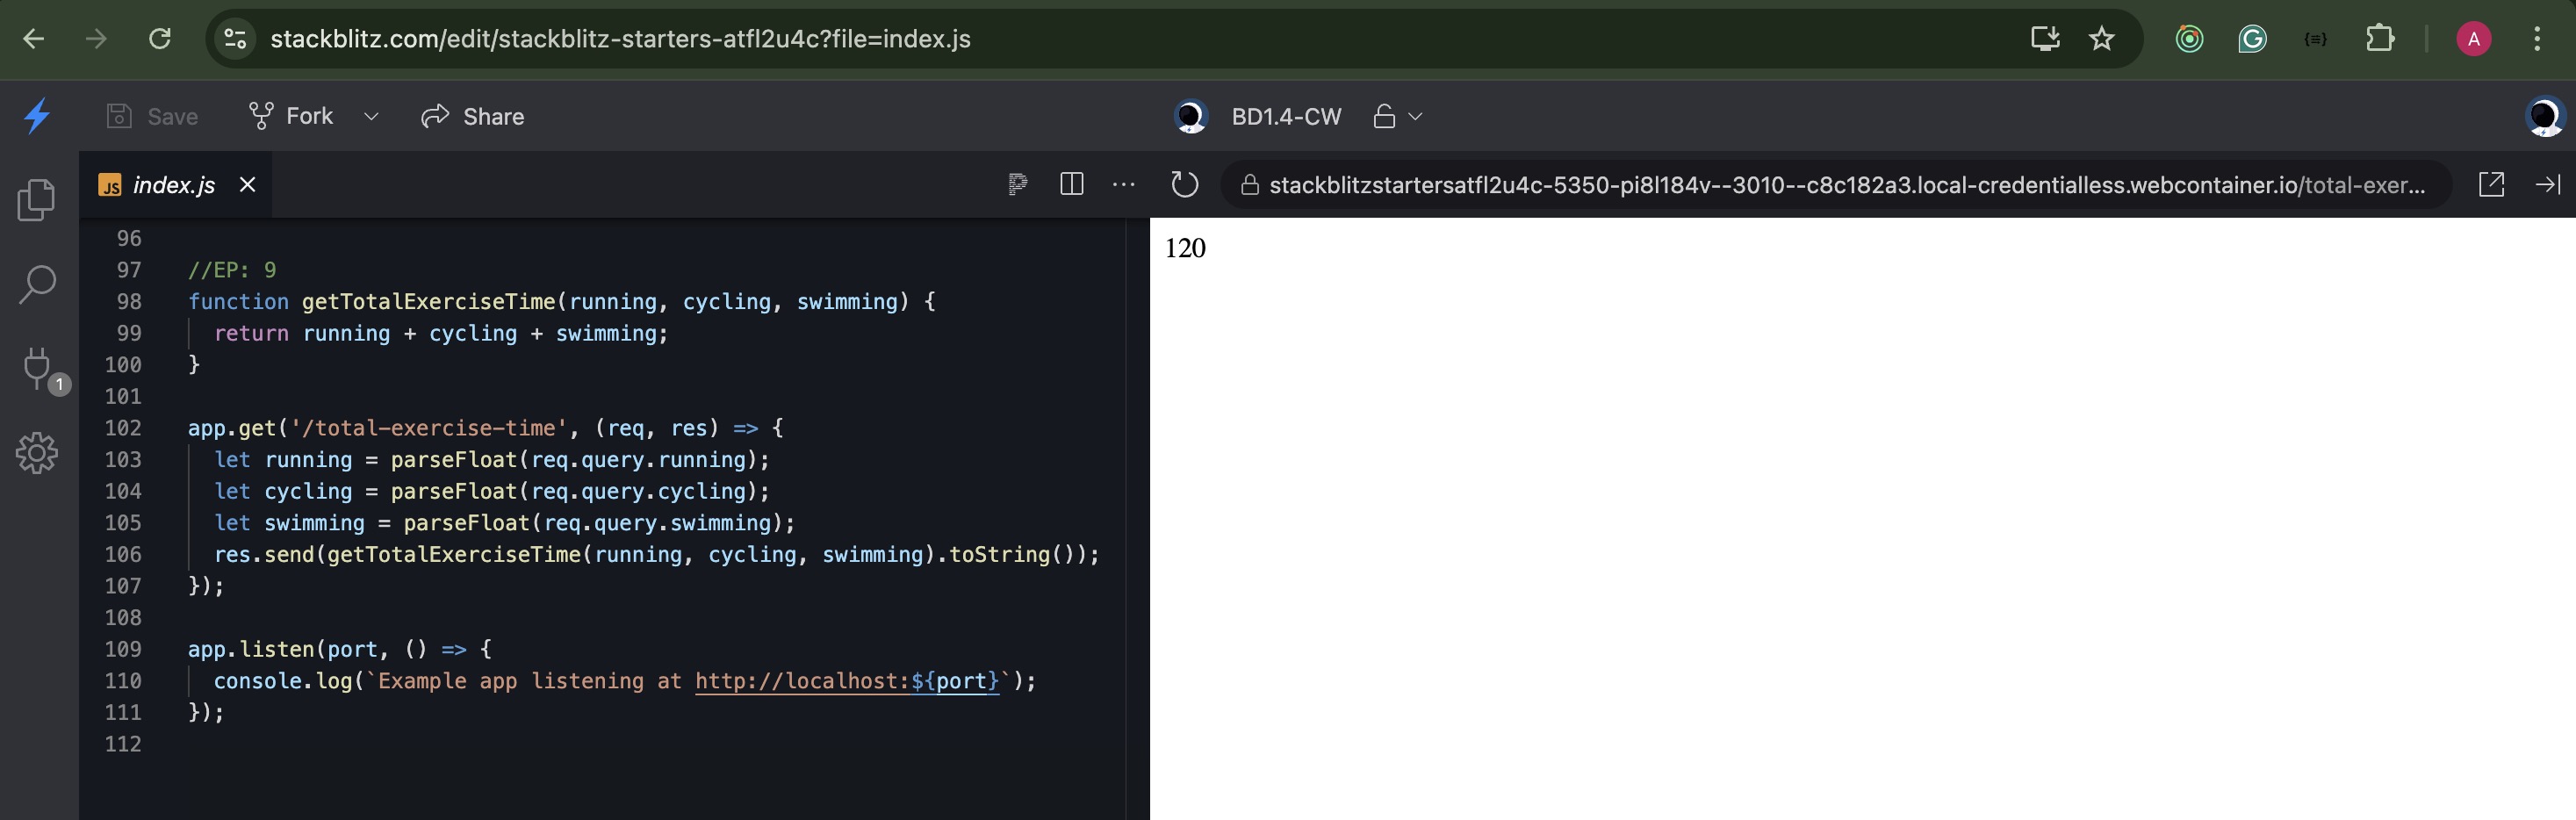 stackblitz.com/edit/stackblitz-starters-atfl2u4c?file=index.js
A
Save
Fork
Share
BD1.4-CW
JS index.js
stackblitzstartersatfl2u4c-5350-pi8l184v--3010--c8c182a3.local-credentialless.webcontainer.io/total-exer...
1
96
97 //EP: 9
98 function getTotalExerciseTime(running, cycling, swimming) {
99 return running + cycling + swimming;
100 }
101
102 app.get('/total-exercise-time', (req, res) => {
103 let running = parseFloat(req.query.running);
104 let cycling = parseFloat(req.query.cycling);
105 let swimming = parseFloat(req.query.swimming);
106 res.send(getTotalExerciseTime(running, cycling, swimming).toString());
107 });
108
109 app.listen(port, () => {
110 console.log(`Example app listening at http://localhost:${port}`);
111 });
112
120